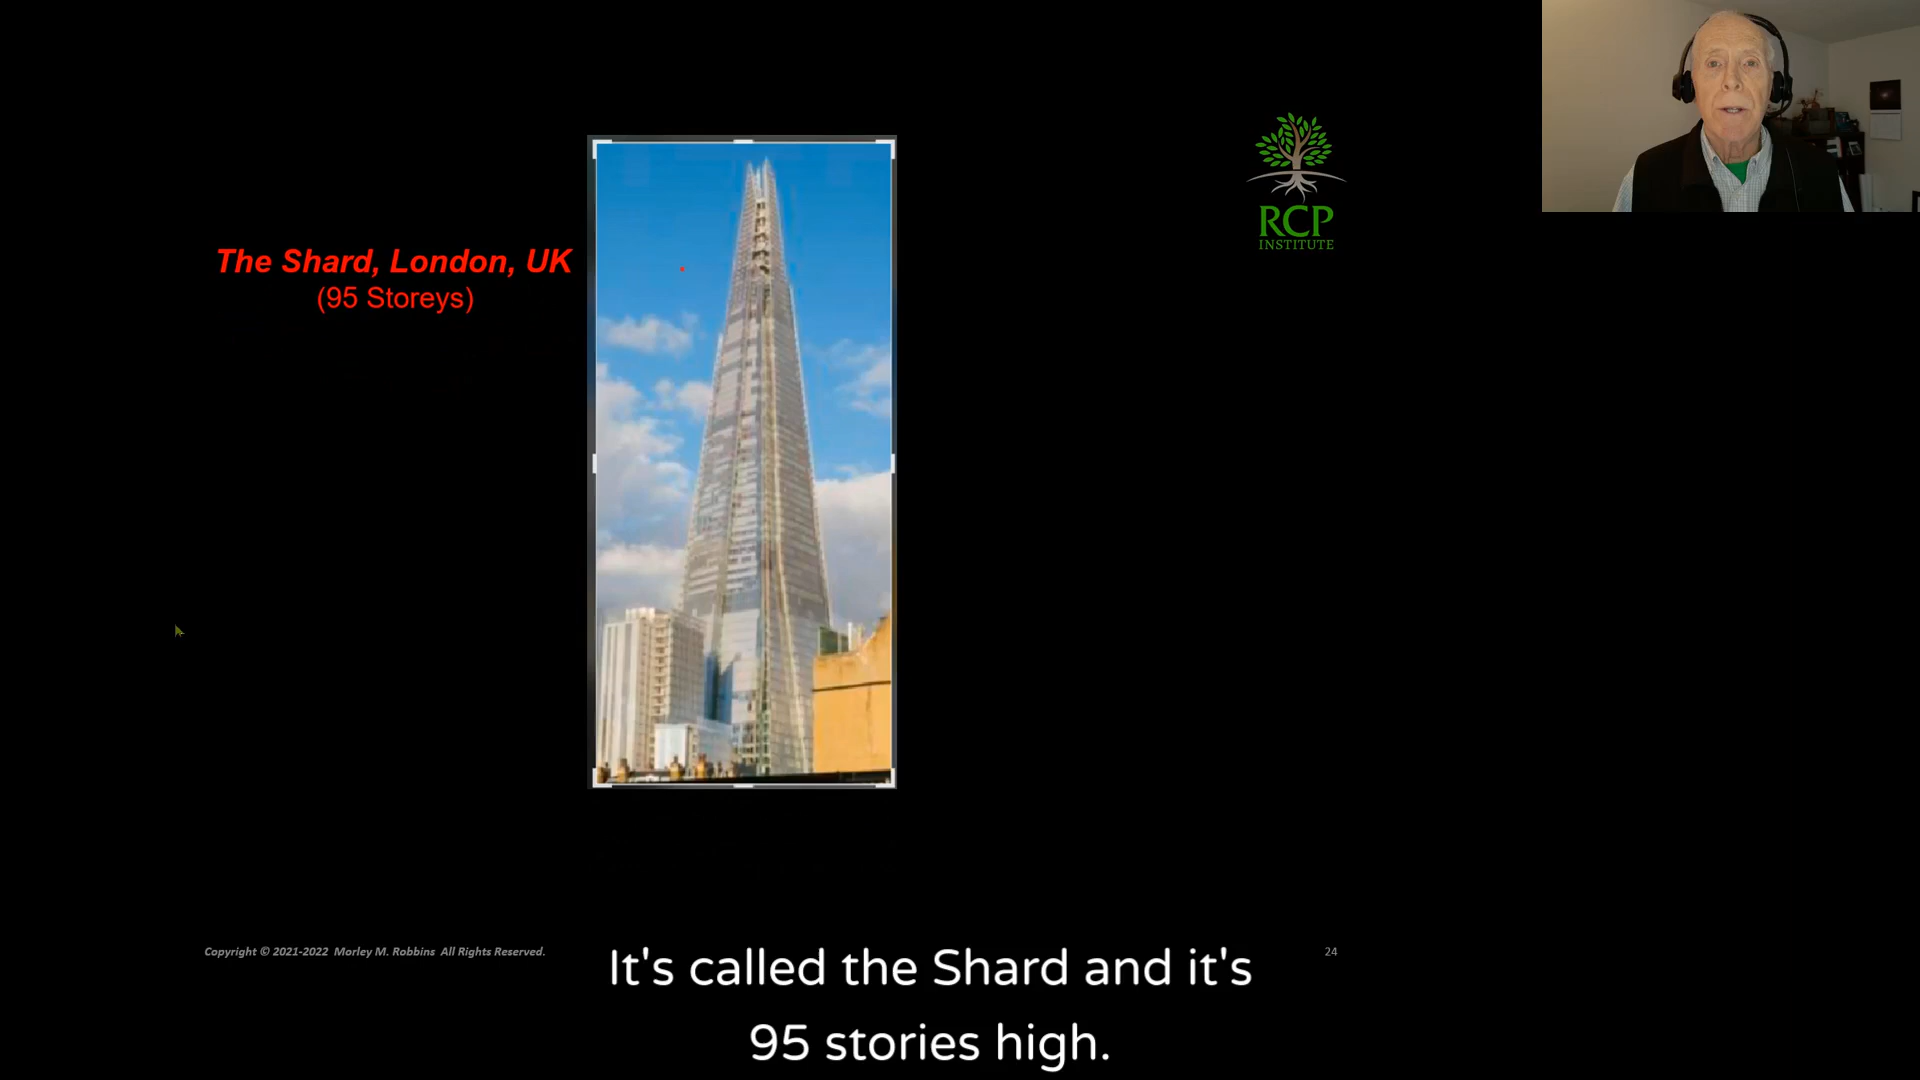 The Shard, London, UK
(95 Storeys)
RCP
INSTITUTE
Copyright © 2021-2022 Morley M. Robbins All Rights Reserved.
24
It's called the Shard and it's
95 stories high.